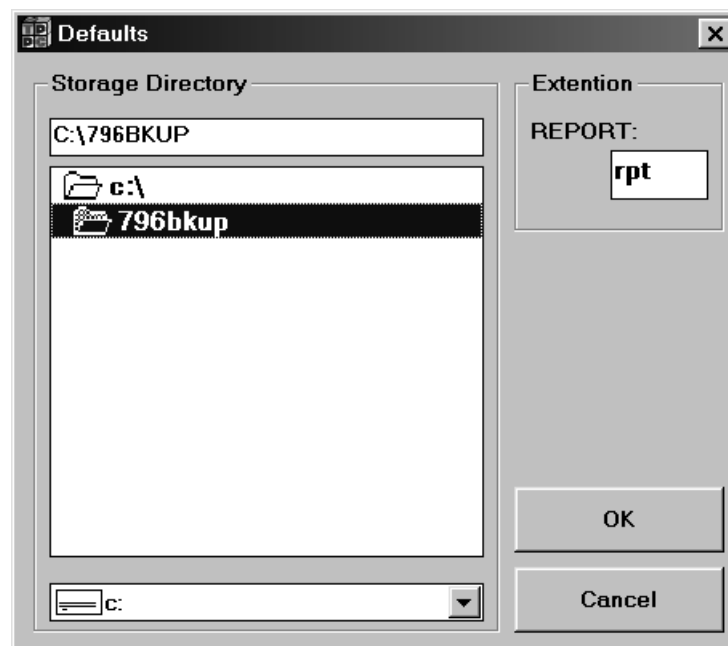 Defaults
Storage Directory
C:\796BKUP
c:\
796bkup
c:
Extention
REPORT:
rpt
OK
Cancel